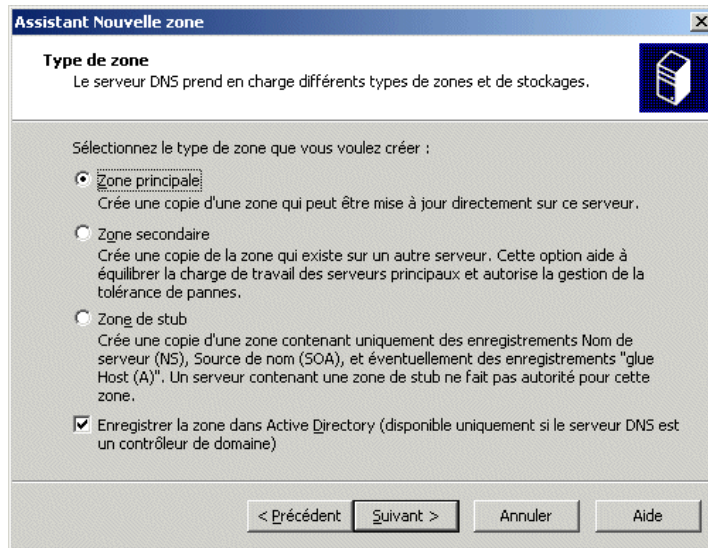 Assistant Nouvelle zone
Type de zone
Le serveur DNS prend en charge différents types de zones et de stockages.
Sélectionnez le type de zone que vous voulez créer :
Zone principale
Crée une copie d'une zone qui peut être mise à jour directement sur ce serveur.
Zone secondaire
Crée une copie de la zone qui existe sur un autre serveur. Cette option aide à
équilibrer la charge de travail des serveurs principaux et autorise la gestion de la
tolérance de pannes.
Zone de stub
Crée une copie d'une zone contenant uniquement des enregistrements Nom de
serveur (NS), Source de nom (SOA), et éventuellement des enregistrements "glue
Host (A)". Un serveur contenant une zone de stub ne fait pas autorité pour cette
zone.
Enregistrer la zone dans Active Directory (disponible uniquement si le serveur DNS est
un contrôleur de domaine)
< Précédent Suivant > Annuler Aide